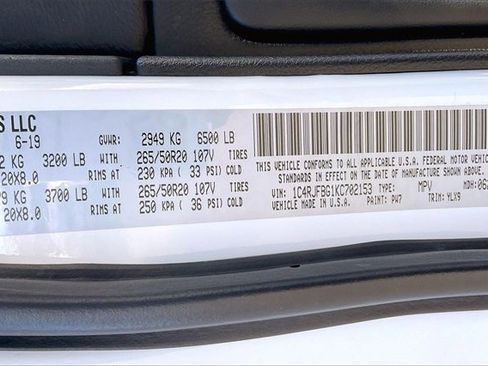 S LLC
6-19 GVWR: 2949 KG 6500 LB
2 KG 3200 LB WITH 265/50R20 107V TIRES
20X8.0 RIMS AT 230 KPA ( 33 PSI) COLD
9 KG 3700 LB WITH 265/50R20 107V TIRES
20X8.0 RIMS AT 250 KPA ( 36 PSI) COLD
THIS VEHICLE CONFORMS TO ALL APPLICABLE U.S.A. FEDERAL MOTOR
STANDARDS IN EFFECT ON THE DATE OF MANUFACTURE SHOWN
VIN: 1C4RJFBG1KC702153 TYPE: MPV MDH: 062
MADE IN U.S.A. PAINT: PW7 TRIM: YLX9